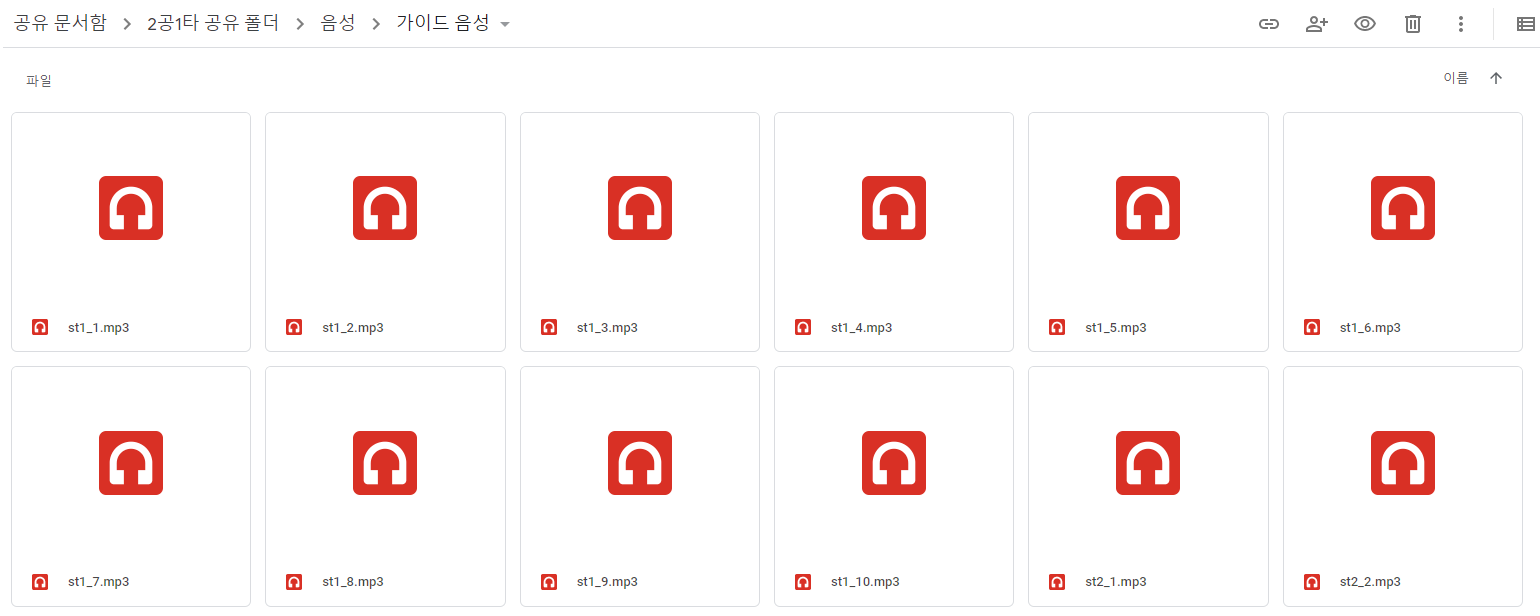 공유 문서함 > 2공1타 공유 폴더 > 음성 > 가이드 음성
파일 이름
st1_1.mp3 st1_2.mp3 st1_3.mp3 st1_4.mp3 st1_5.mp3 st1_6.mp3
st1_7.mp3 st1_8.mp3 st1_9.mp3 st1_10.mp3 st2_1.mp3 st2_2.mp3